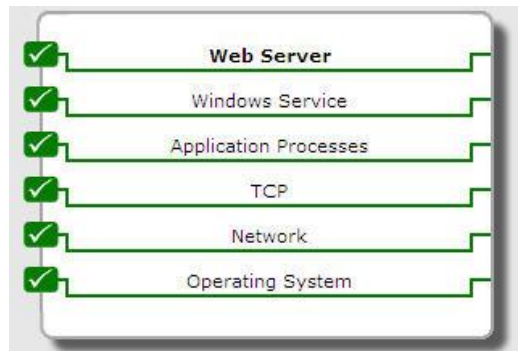 Web Server
Windows Service
Application Processes
TCP
Network
Operating System